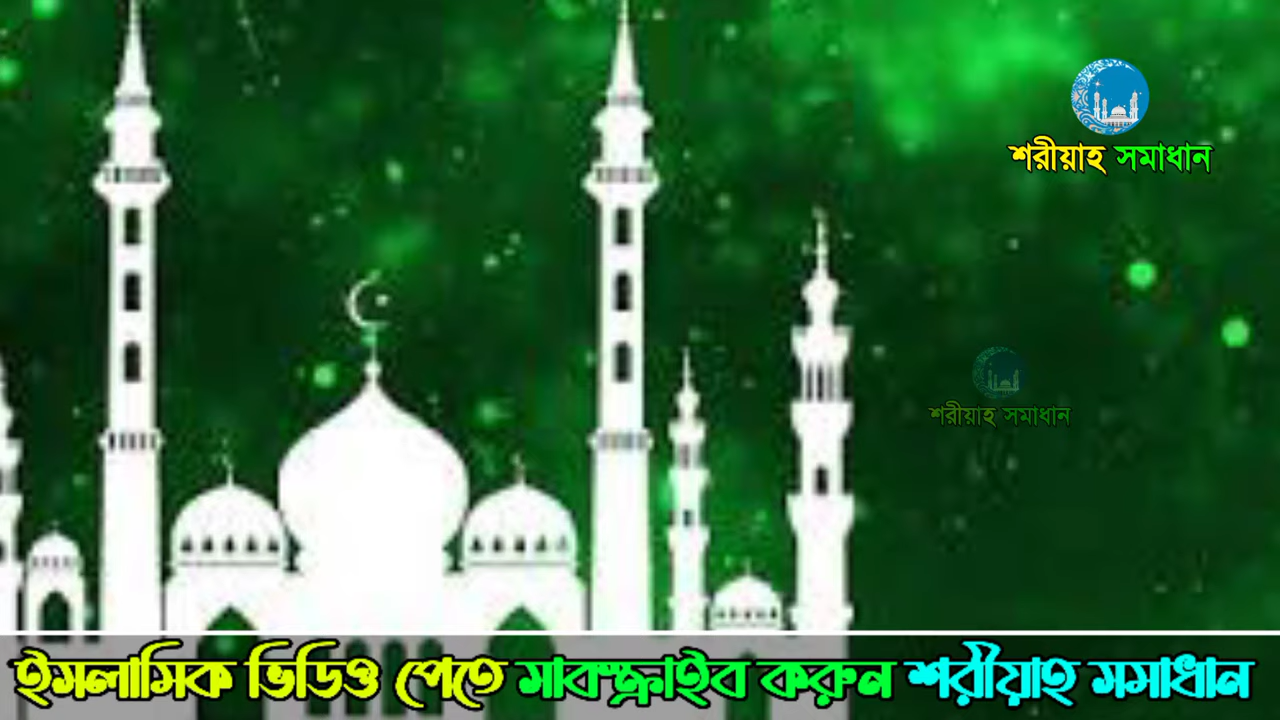 শরীয়াহ সমাধান
শরীয়াহ সমাধান
ইসলামিক ভিডিও পেতে সাবস্ক্রাইব করুন শরীয়াহ সমাধান